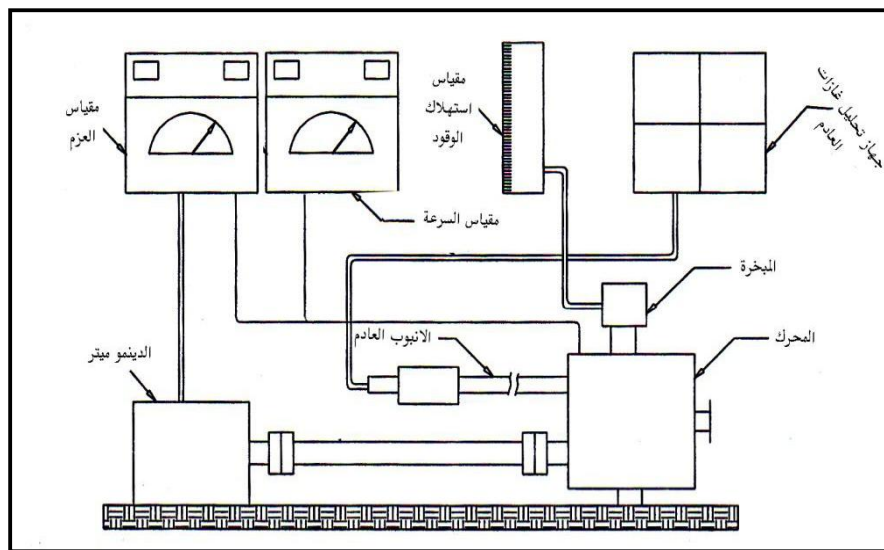 مقياس
العزم
مقياس
استهلاك
الوقود
جهاز تحليل غازات
العادم
مقياس السرعة
المبخرة
المحرك
الانبوب العادم
الدينمو ميتر